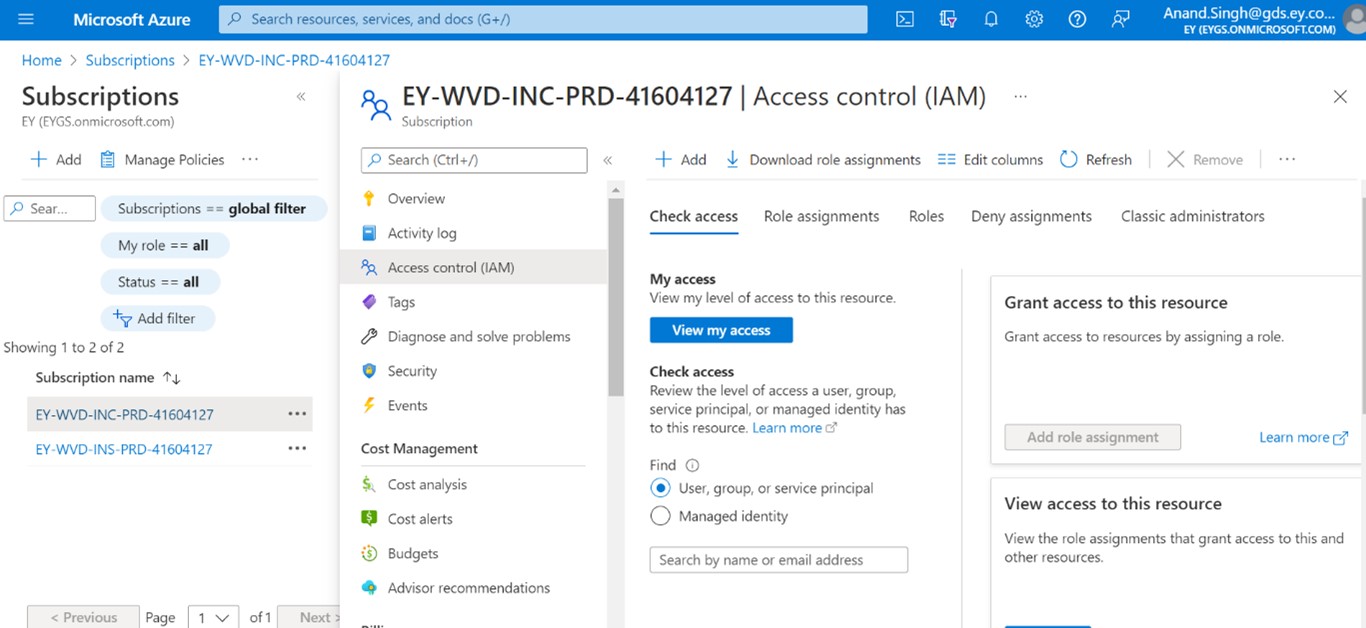 Microsoft Azure
Search resources, services, and docs (G+/)
Anand.Singh@gds.ey.co...
EY (EYGS.ONMICROSOFT.COM)
Home > Subscriptions > EY-WVD-INC-PRD-41604127
Subscriptions
EY (EYGS.onmicrosoft.com)
+ Add
Manage Policies
...
Sear...
Subscriptions == global filter
My role == all
Status == all
Add filter
Showing 1 to 2 of 2
Subscription name ↑↓
EY-WVD-INC-PRD-41604127 ...
EY-WVD-INS-PRD-41604127 ...
< Previous Page 1 of 1 Next >
EY-WVD-INC-PRD-41604127 | Access control (IAM) ...
Subscription
Search (Ctrl+/)
Overview
Activity log
Access control (IAM)
Tags
Diagnose and solve problems
Security
Events
Cost Management
Cost analysis
Cost alerts
Budgets
Advisor recommendations
+ Add
Download role assignments
Edit columns
Refresh
Remove
...
Check access
Role assignments
Roles
Deny assignments
Classic administrators
My access
View my level of access to this resource.
View my access
Check access
Review the level of access a user, group,
service principal, or managed identity has
to this resource. Learn more
Find
User, group, or service principal
Managed identity
Search by name or email address
Grant access to this resource
Grant access to resources by assigning a role.
Add role assignment
Learn more
View access to this resource
View the role assignments that grant access to this and
other resources.